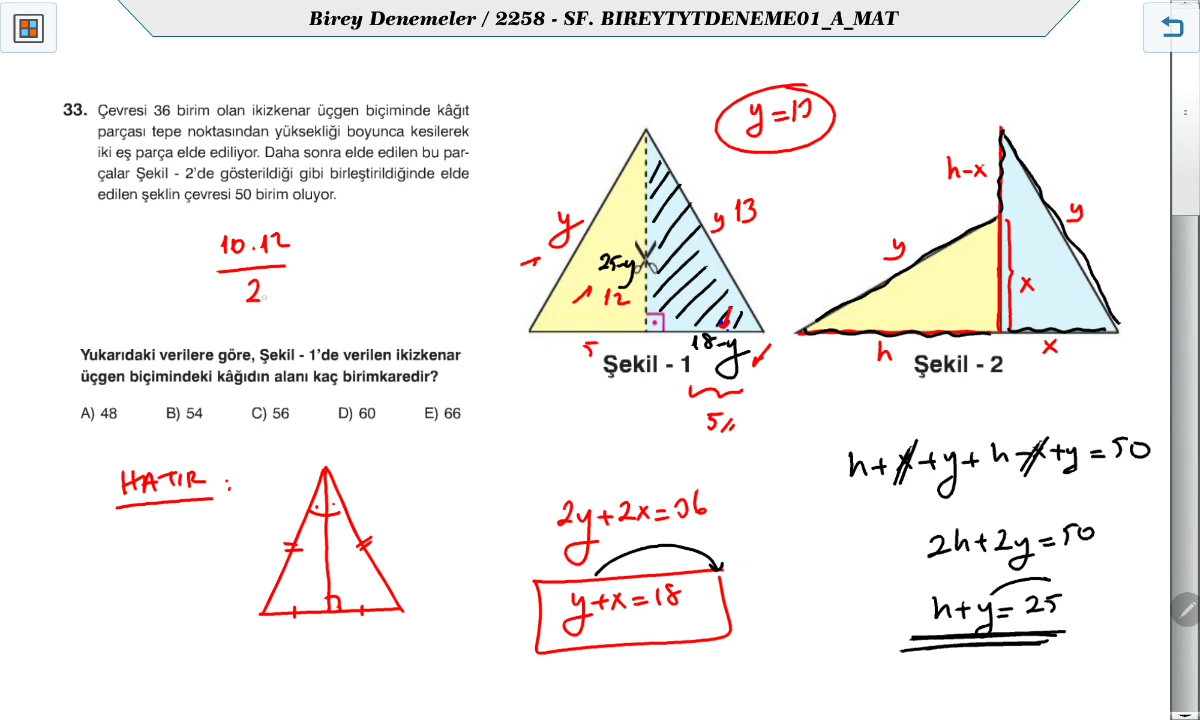 Birey Denemeler / 2258 - SF. BIREYTYTDENEME01_A_MAT
33. Çevresi 36 birim olan ikizkenar üçgen biçiminde kâğıt
parçası tepe noktasından yüksekliği boyunca kesilerek
iki eş parça elde ediliyor. Daha sonra elde edilen bu par-
çalar Şekil - 2'de gösterildiği gibi birleştirildiğinde elde
edilen şeklin çevresi 50 birim oluyor.
10.12
2
Yukarıdaki verilere göre, Şekil - 1'de verilen ikizkenar
üçgen biçimindeki kâğıdın alanı kaç birimkaredir?
A) 48 B) 54 C) 56 D) 60 E) 66
HATIR :
y = 13
y
y 13
25-y
12
5
18-y
Şekil - 1
5
h-x
y
y
x
h
x
Şekil - 2
2y+2x=36
y+x=18
h+x+y+h-x+y=50
2h+2y=50
h+y=25